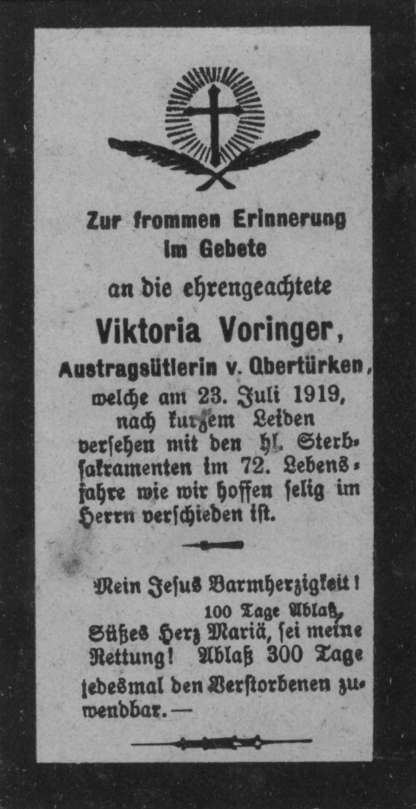 Zur frommen Erinnerung
im Gebete
an die ehrengeachtete
Viktoria Voringer,
Austragsütlerin v. Obertürken,
welche am 23. Juli 1919,
nach kurzem Leiden
versehen mit den hl. Sterb-
sakramenten im 72. Lebens-
jahre wie wir hoffen selig im
Herrn verschieden ist.
Mein Jesus Barmherzigkeit!
100 Tage Ablaß.
Süßes Herz Mariä, sei meine
Rettung! Ablaß 300 Tage
jedesmal den Verstorbenen zu-
wendbar.—